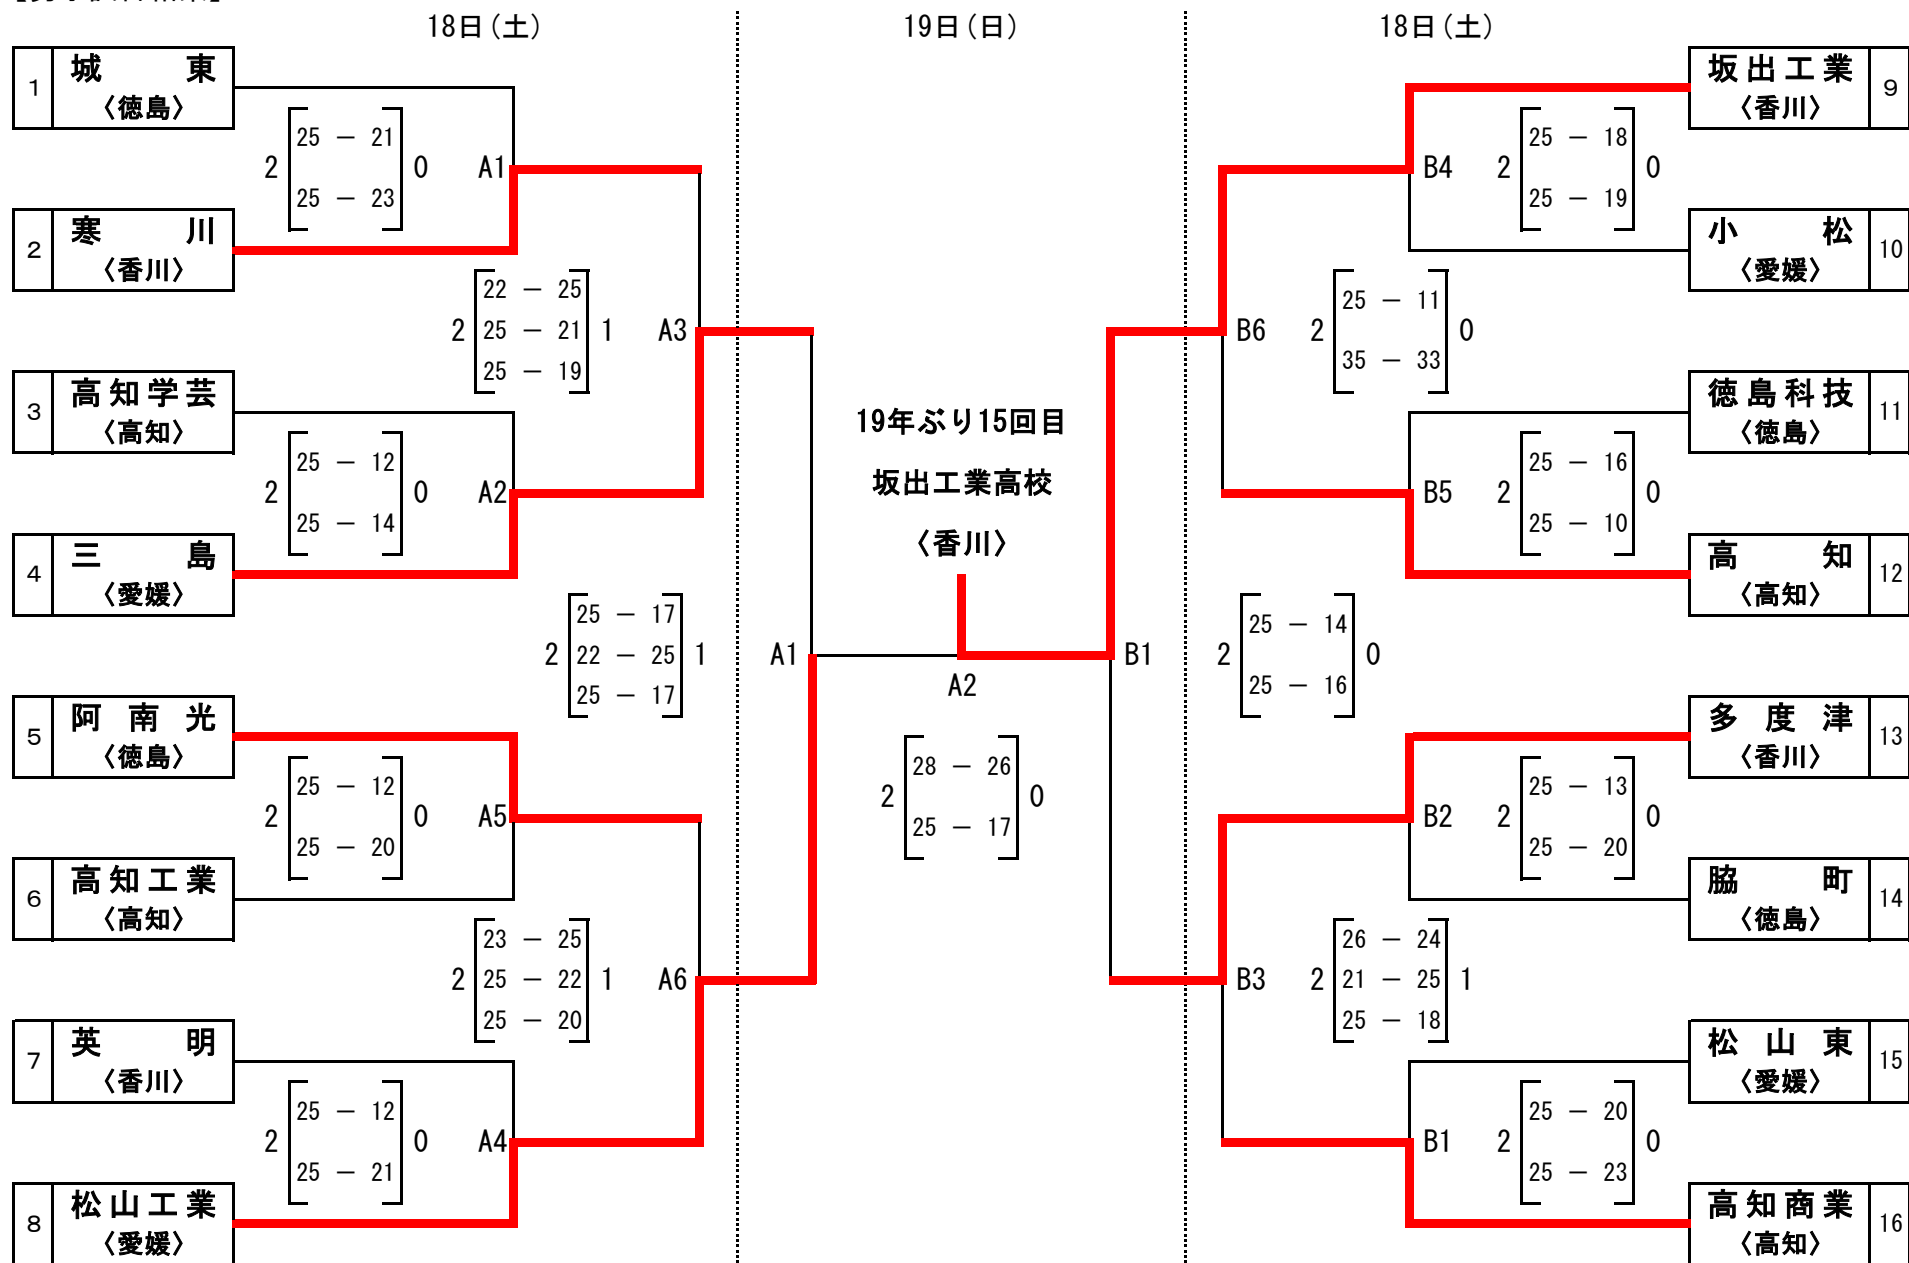 18日(土)
19日(日)
18日(土)
1 城東
〈徳島〉
2 寒川
〈香川〉
3 高知学芸
〈高知〉
4 三島
〈愛媛〉
5 阿南光
〈徳島〉
6 高知工業
〈高知〉
7 英明
〈香川〉
8 松山工業
〈愛媛〉
25 － 21
2 0 A1
25 － 23
22 － 25
2 25 － 21 1 A3
25 － 19
25 － 12
2 0 A2
25 － 14
25 － 17
2 22 － 25 1 A1
25 － 17
25 － 12
2 0 A5
25 － 20
23 － 25
2 25 － 22 1 A6
25 － 20
25 － 12
2 0 A4
25 － 21
19年ぶり15回目
坂出工業高校
〈香川〉
A2
28 － 26
2 0
25 － 17
25 － 18
B4 2 0
25 － 19
25 － 11
B6 2 0
35 － 33
25 － 16
B5 2 0
25 － 10
25 － 14
B1 2 0
25 － 16
25 － 13
B2 2 0
25 － 20
26 － 24
B3 2 21 － 25 1
25 － 18
25 － 20
B1 2 0
25 － 23
坂出工業 9
〈香川〉
小松 10
〈愛媛〉
徳島科技 11
〈徳島〉
高知 12
〈高知〉
多度津 13
〈香川〉
脇町 14
〈徳島〉
松山東 15
〈愛媛〉
高知商業 16
〈高知〉